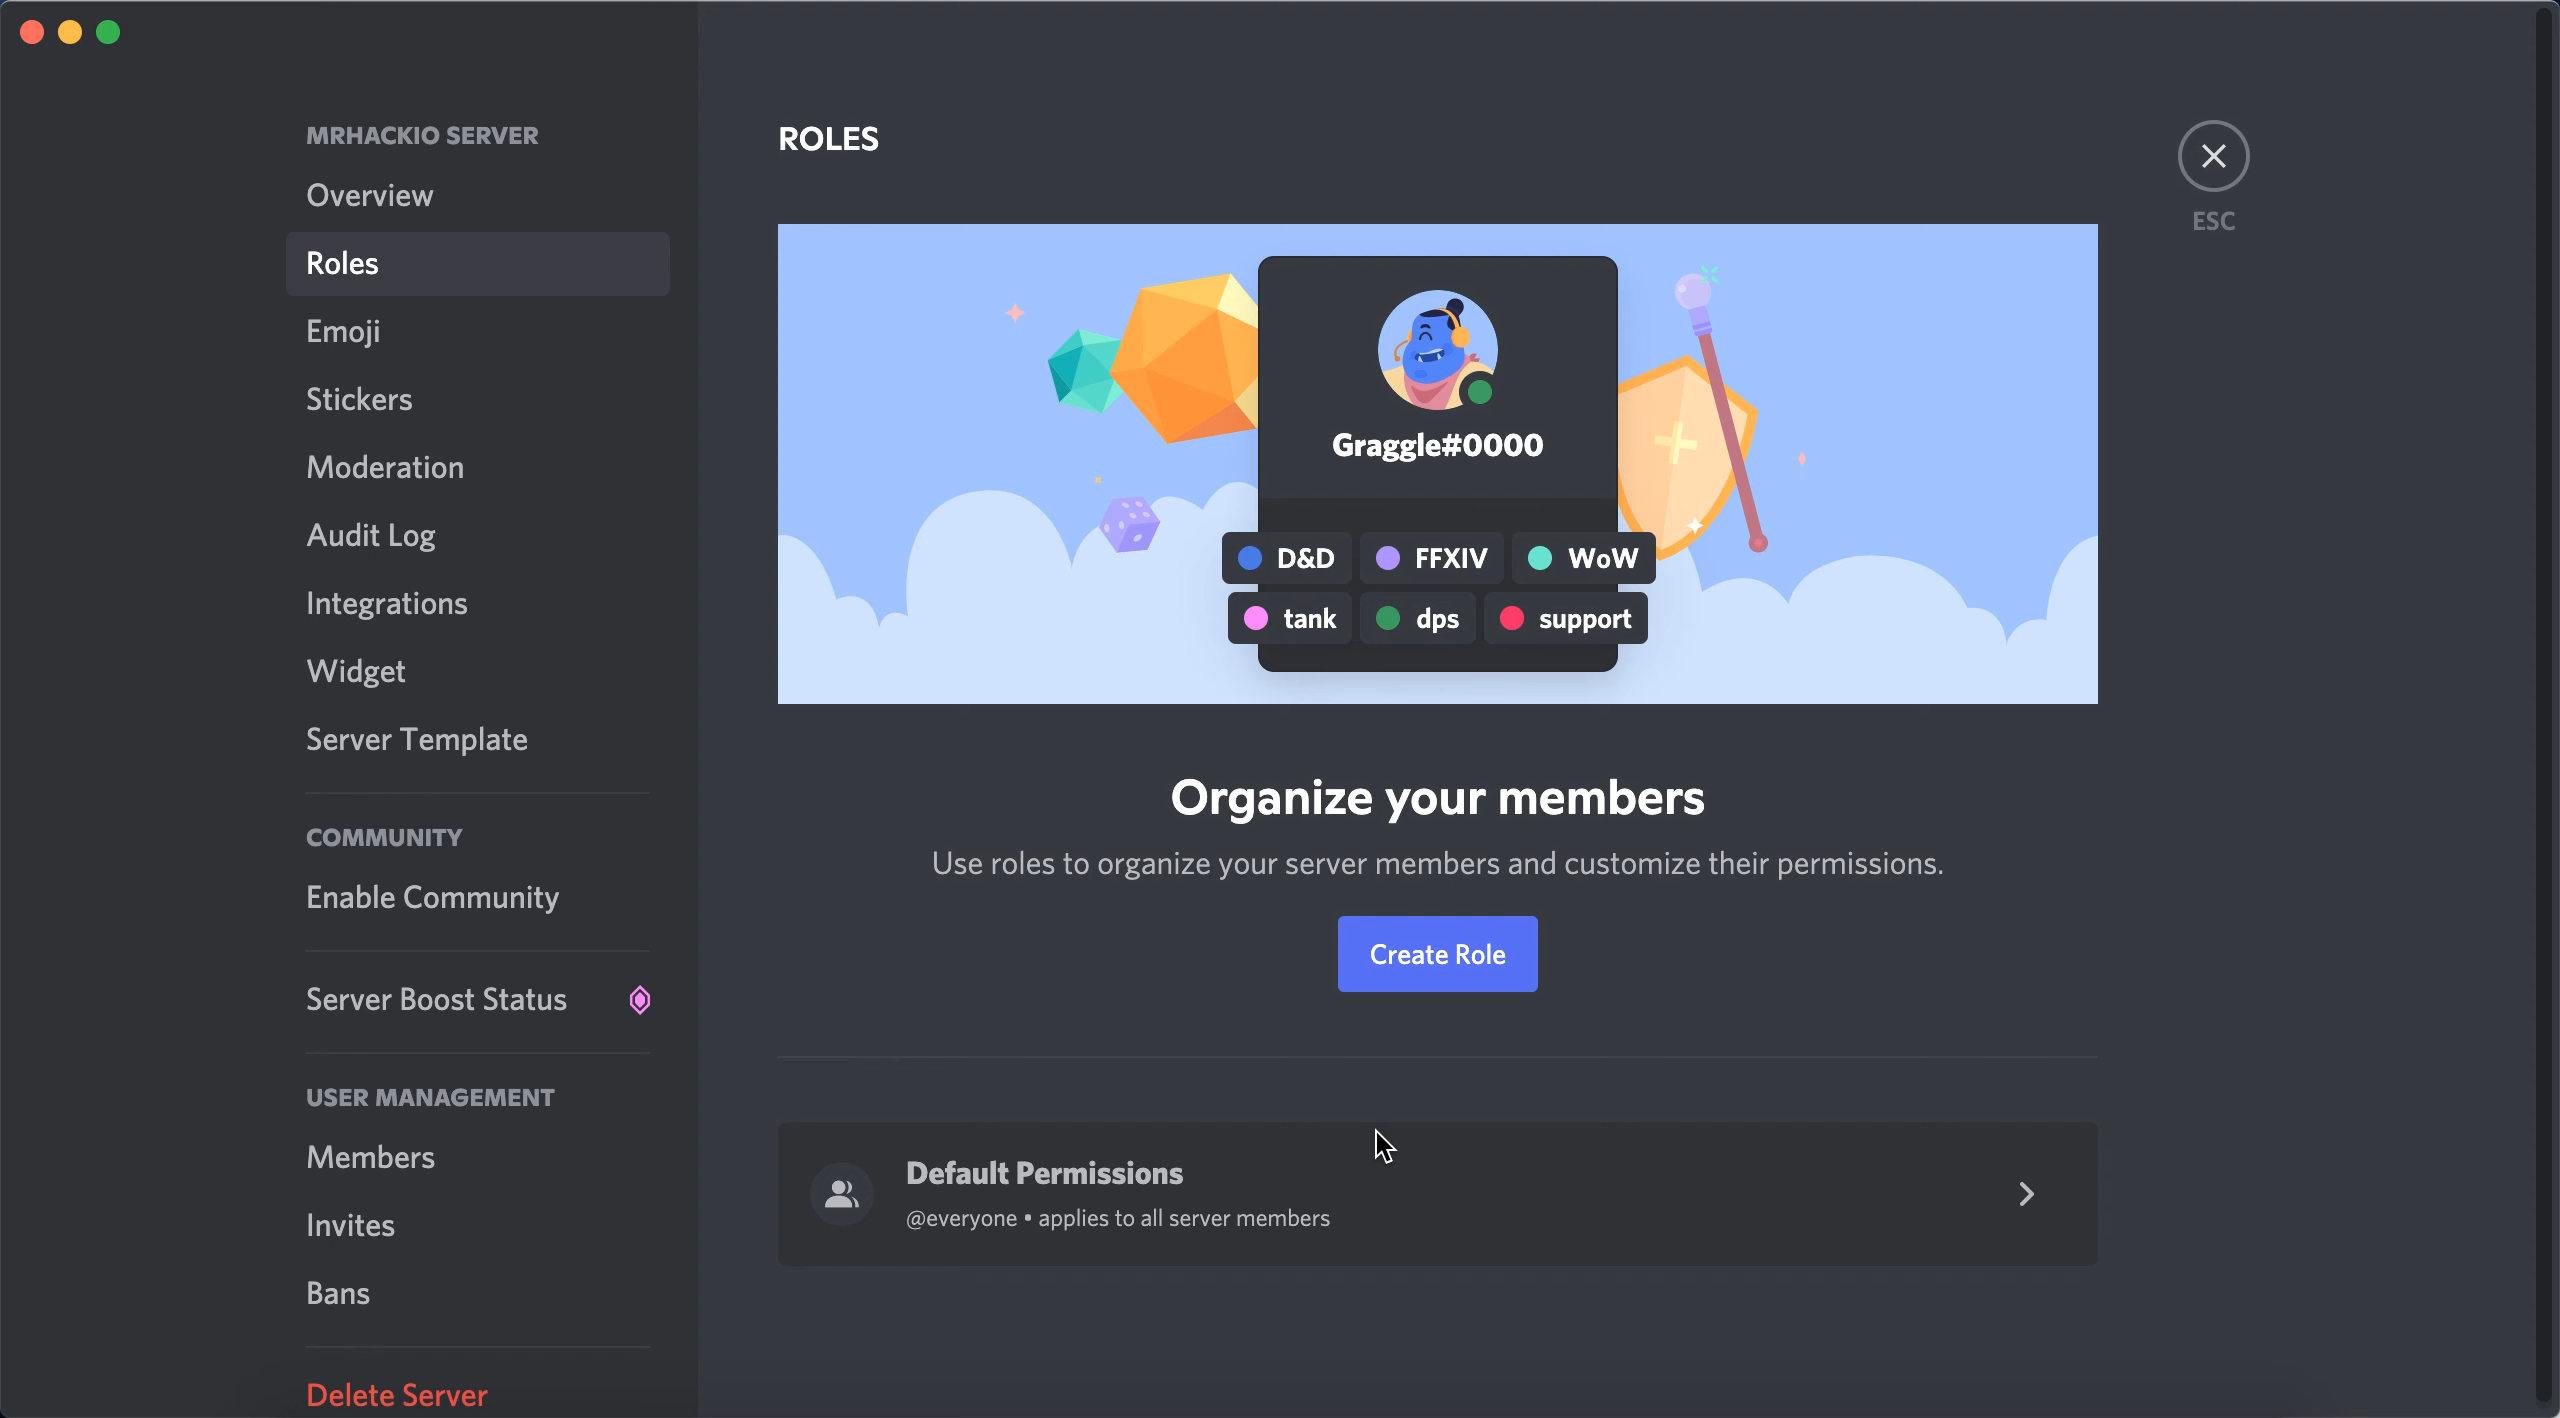 MRHACKIO SERVER
Overview
Roles
Emoji
Stickers
Moderation
Audit Log
Integrations
Widget
Server Template
COMMUNITY
Enable Community
Server Boost Status
USER MANAGEMENT
Members
Invites
Bans
Delete Server
ROLES
ESC
Graggle#0000
D&D FFXIV WoW
tank dps support
Organize your members
Use roles to organize your server members and customize their permissions.
Create Role
Default Permissions
@everyone • applies to all server members